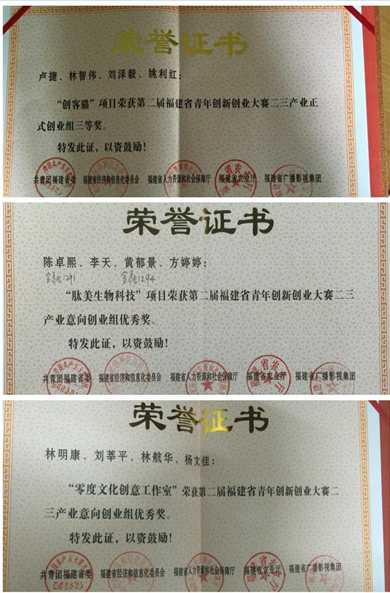 荣誉证书
卢捷、林智伟、刘泽毅、姚利红:
“创客猫”项目荣获第二届福建省青年创新创业大赛二三产业正
式创业组三等奖。
特发此证,以资鼓励!
共青团福建省委 福建省经济和信息化委员会 福建省人力资源和社会保障厅 福建省农业厅 福建省广播影视集团
荣誉证书
陈卓熙、李天、黄郁景、方婷婷:
“肽美生物科技”项目荣获第二届福建省青年创新创业大赛二三
产业意向创业组优秀奖。
特发此证,以资鼓励!
共青团福建省委 福建省经济和信息化委员会 福建省人力资源和社会保障厅 福建省农业厅 福建省广播影视集团
荣誉证书
林明康、刘莘平、林航华、杨文佳:
“零度文化创意工作室”荣获第二届福建省青年创新创业大赛二
三产业意向创业组优秀奖。
特发此证,以资鼓励!
共青团福建省委 福建省经济和信息化委员会 福建省人力资源和社会保障厅 福建省农业厅 福建省广播影视集团